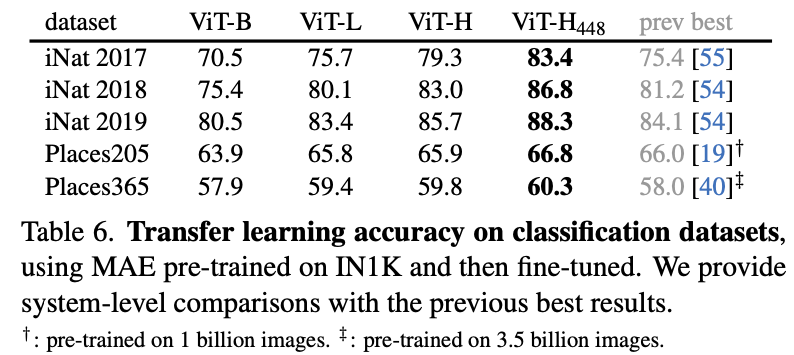 dataset ViT-B ViT-L ViT-H ViT-H₄₄₈ prev best
iNat 2017 70.5 75.7 79.3 83.4 75.4 [55]
iNat 2018 75.4 80.1 83.0 86.8 81.2 [54]
iNat 2019 80.5 83.4 85.7 88.3 84.1 [54]
Places205 63.9 65.8 65.9 66.8 66.0 [19]†
Places365 57.9 59.4 59.8 60.3 58.0 [40]‡
Table 6. Transfer learning accuracy on classification datasets,
using MAE pre-trained on IN1K and then fine-tuned. We provide
system-level comparisons with the previous best results.
†: pre-trained on 1 billion images. ‡: pre-trained on 3.5 billion images.